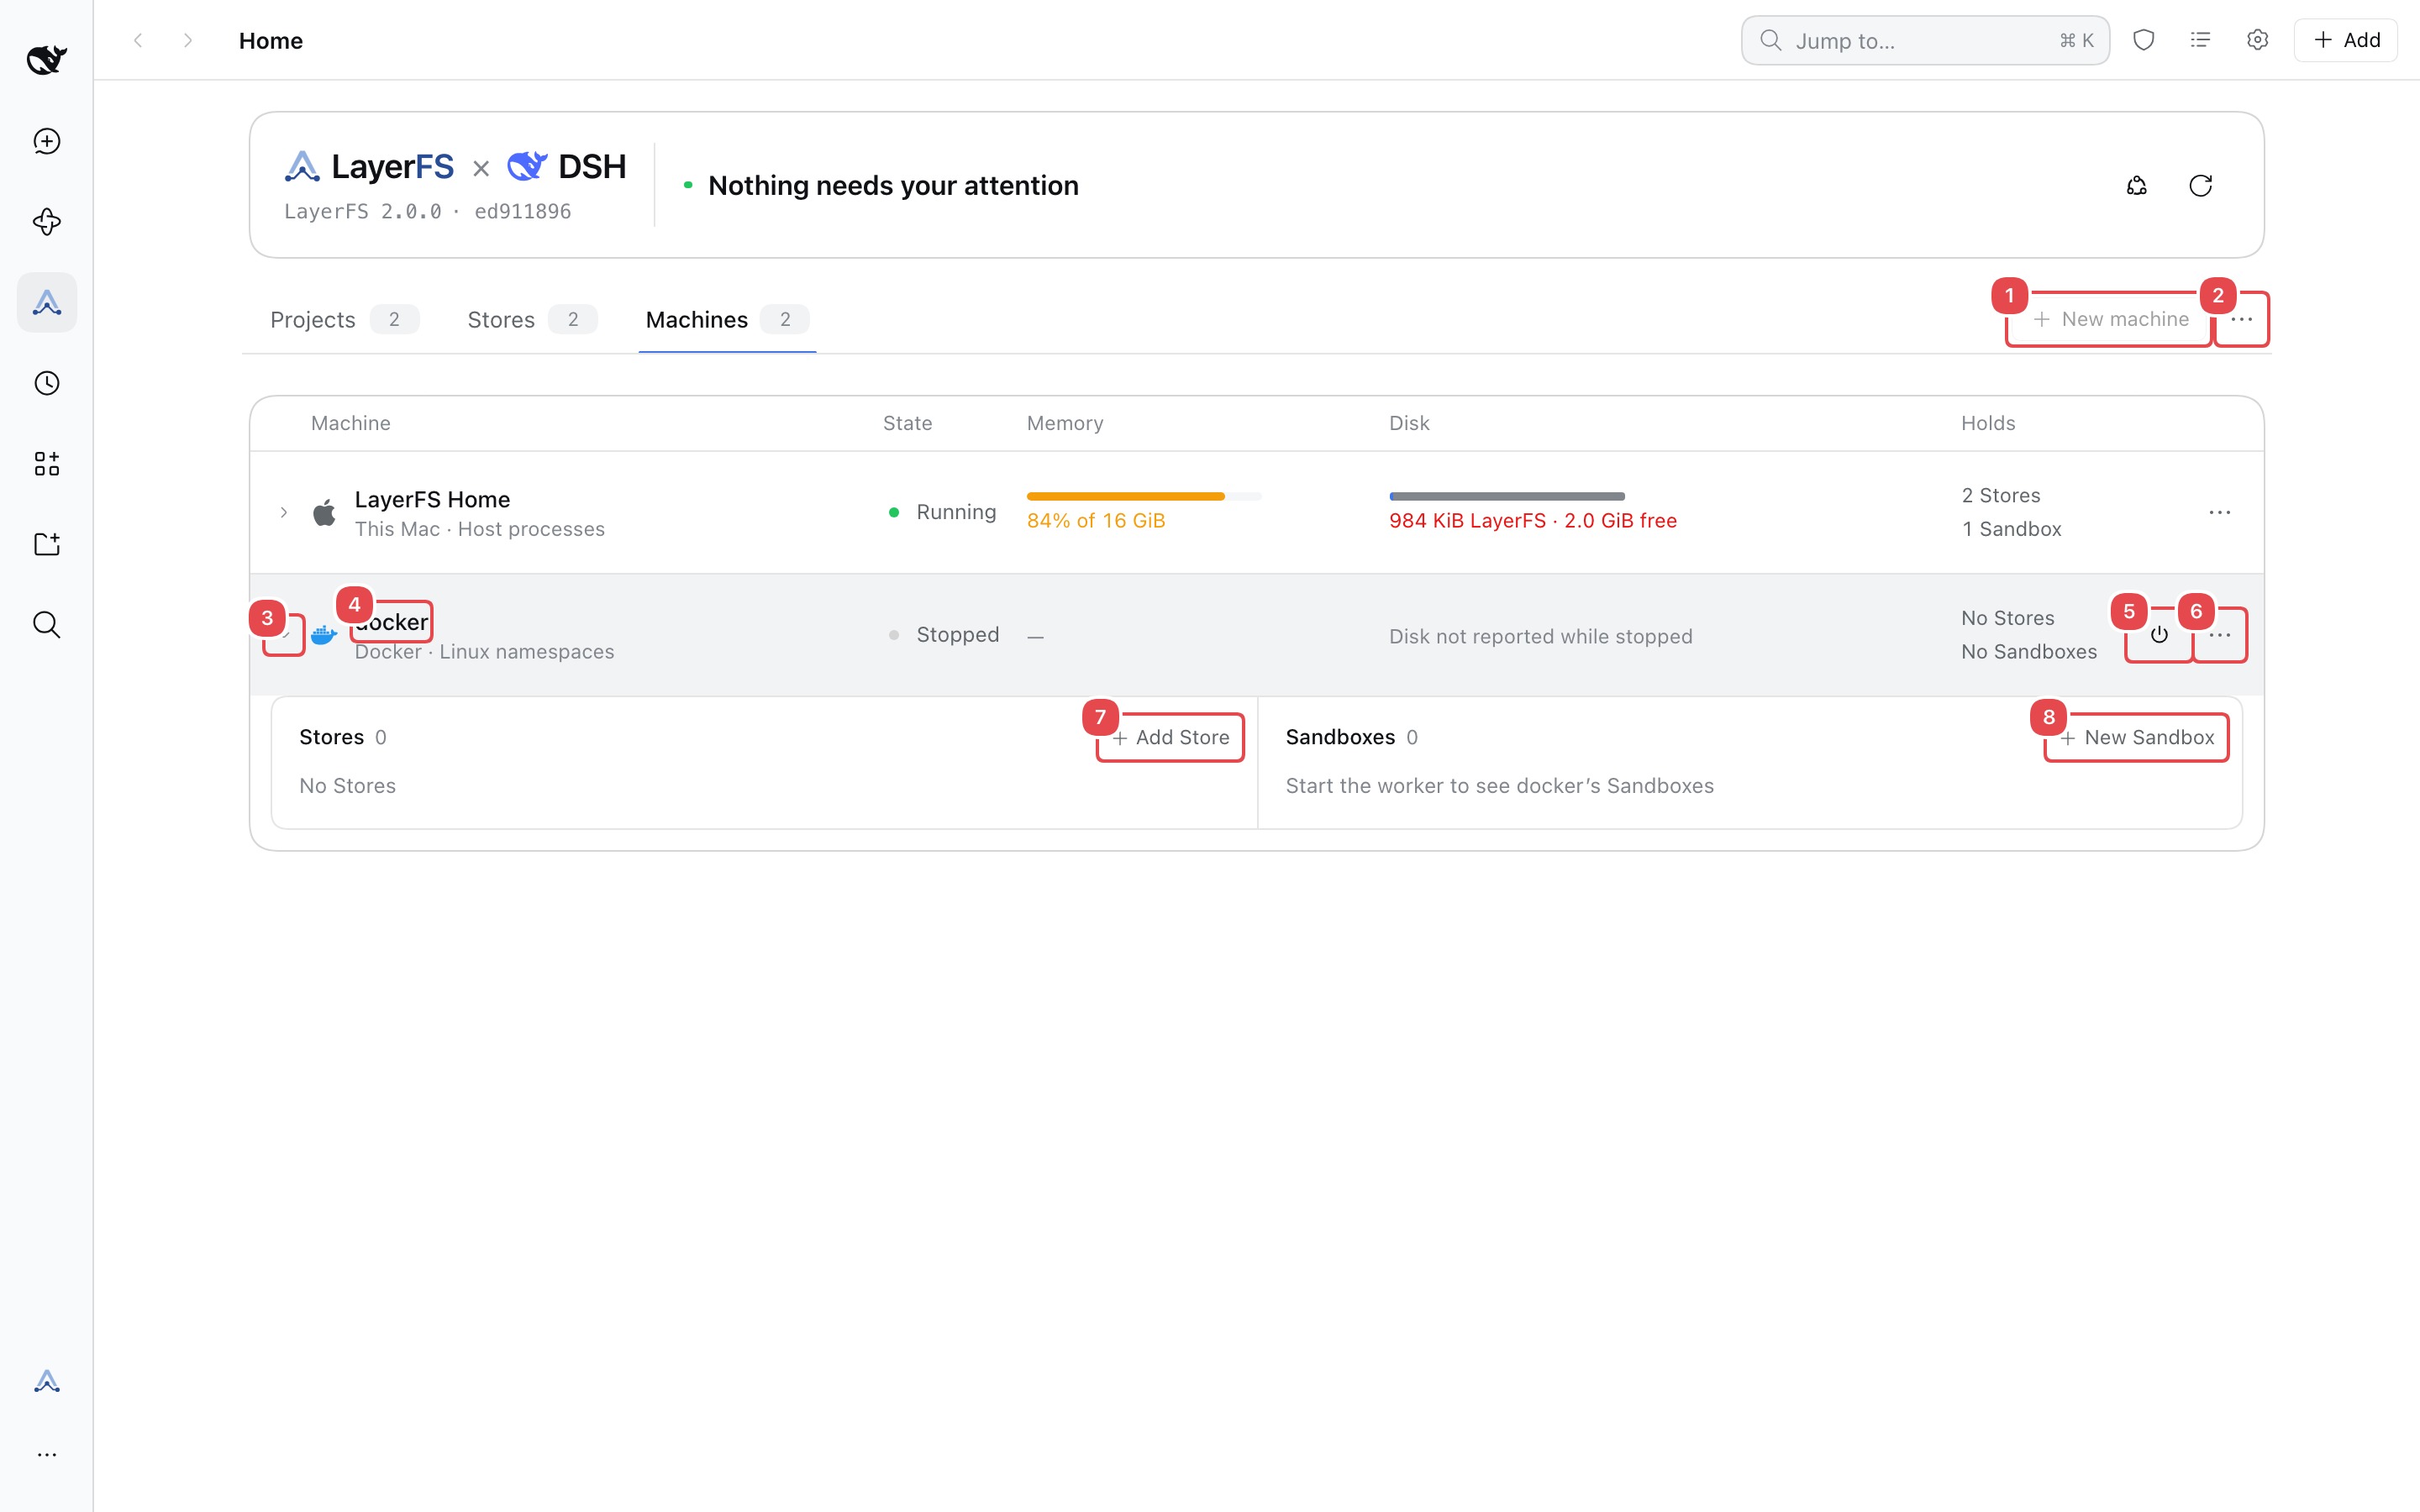 Home
Jump to...
⌘ K
+ Add
LayerFS × DSH
LayerFS 2.0.0 · ed911896
Nothing needs your attention
Projects 2
Stores 2
Machines 2
1
+ New machine
2
...
Machine
State
Memory
Disk
Holds
LayerFS Home
This Mac · Host processes
Running
84% of 16 GiB
984 KiB LayerFS · 2.0 GiB free
2 Stores
1 Sandbox
...
3
4
docker
Docker · Linux namespaces
Stopped
—
Disk not reported while stopped
No Stores
No Sandboxes
5
6
...
Stores 0
7
+ Add Store
No Stores
Sandboxes 0
8
+ New Sandbox
Start the worker to see docker’s Sandboxes
...